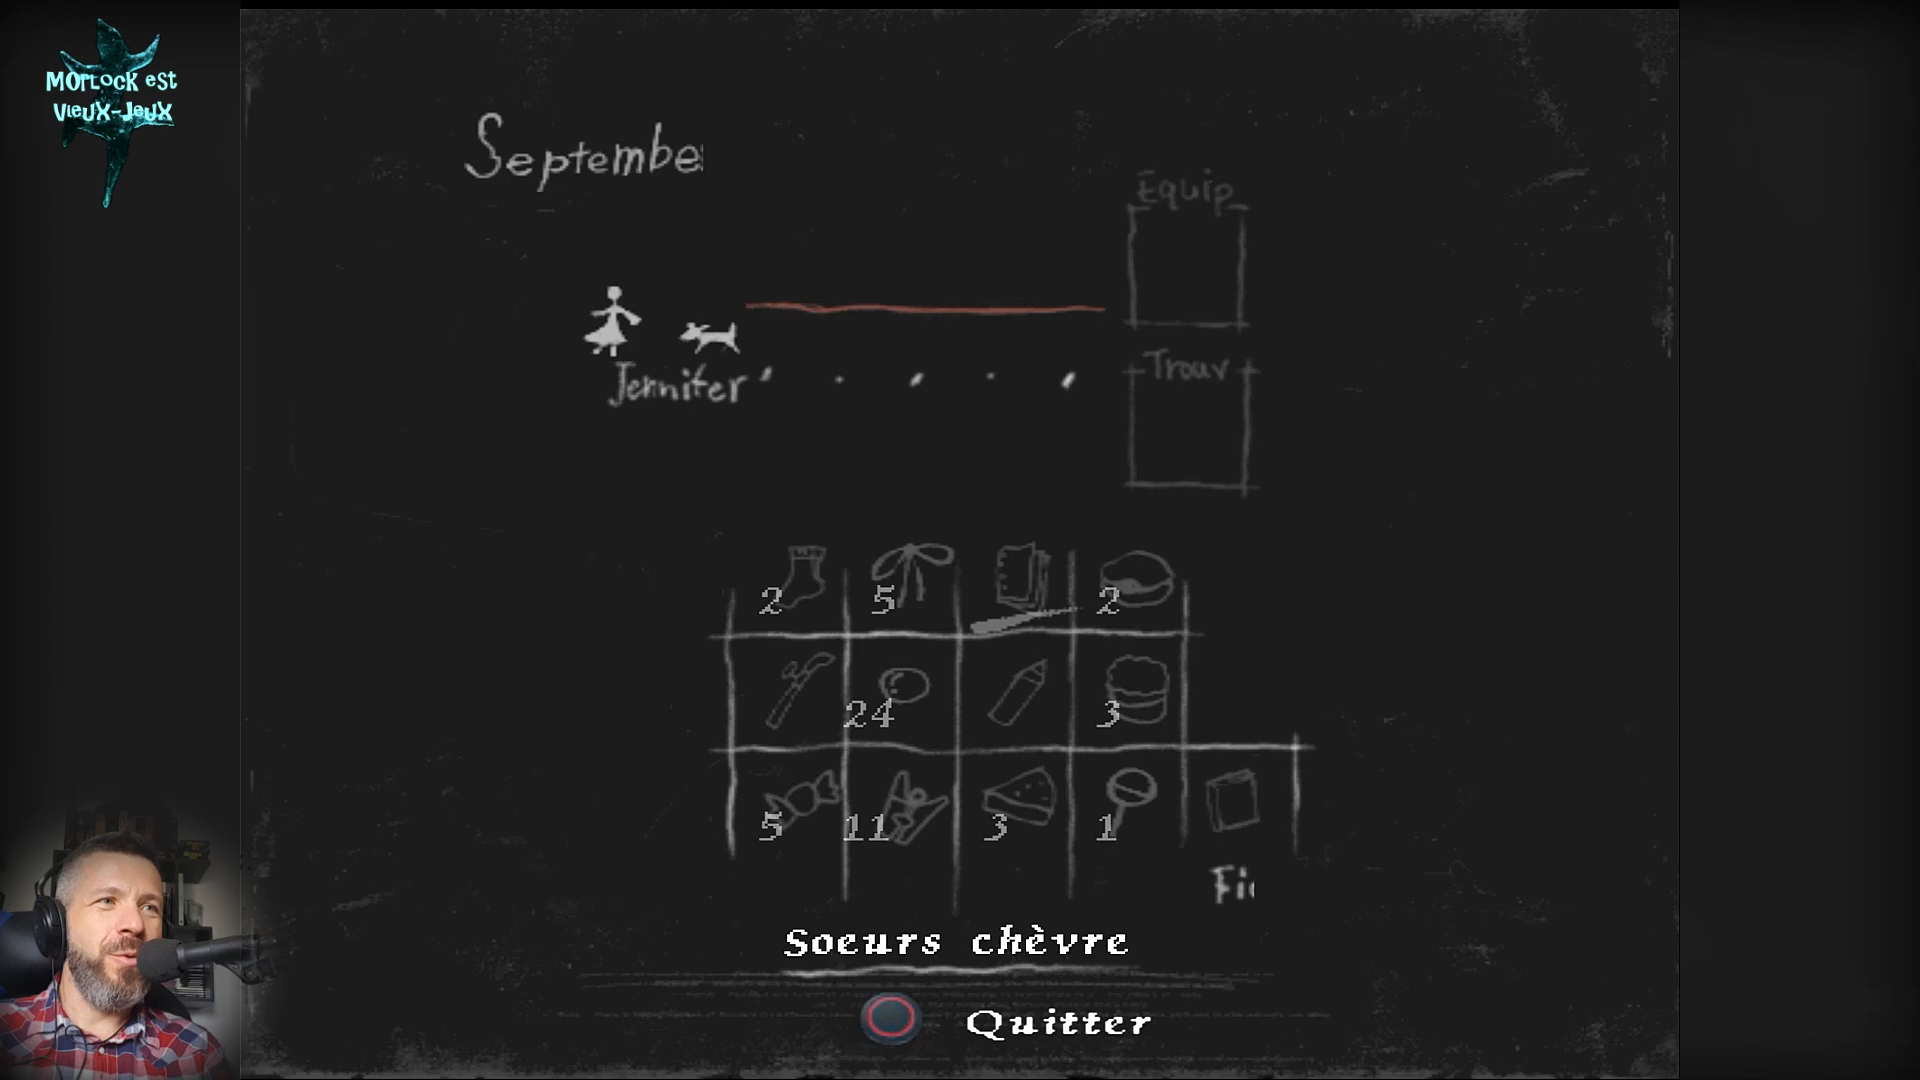 MOrLOCK est
VIeUX-JeUX
Septembe
Equip
Jennifer
Trouv
2
5
2
24
3
5
11
3
1
Soeurs chèvre
Quitter